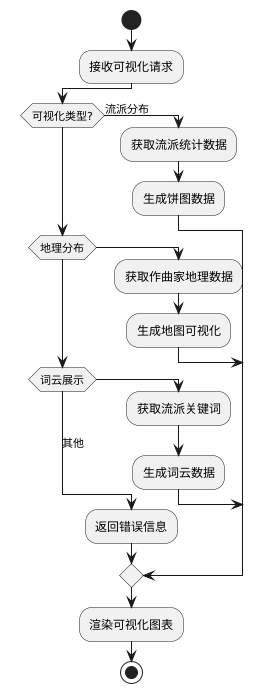 接收可视化请求
可视化类型?
流派分布
获取流派统计数据
生成饼图数据
地理分布
获取作曲家地理数据
生成地图可视化
词云展示
获取流派关键词
其他
生成词云数据
返回错误信息
渲染可视化图表